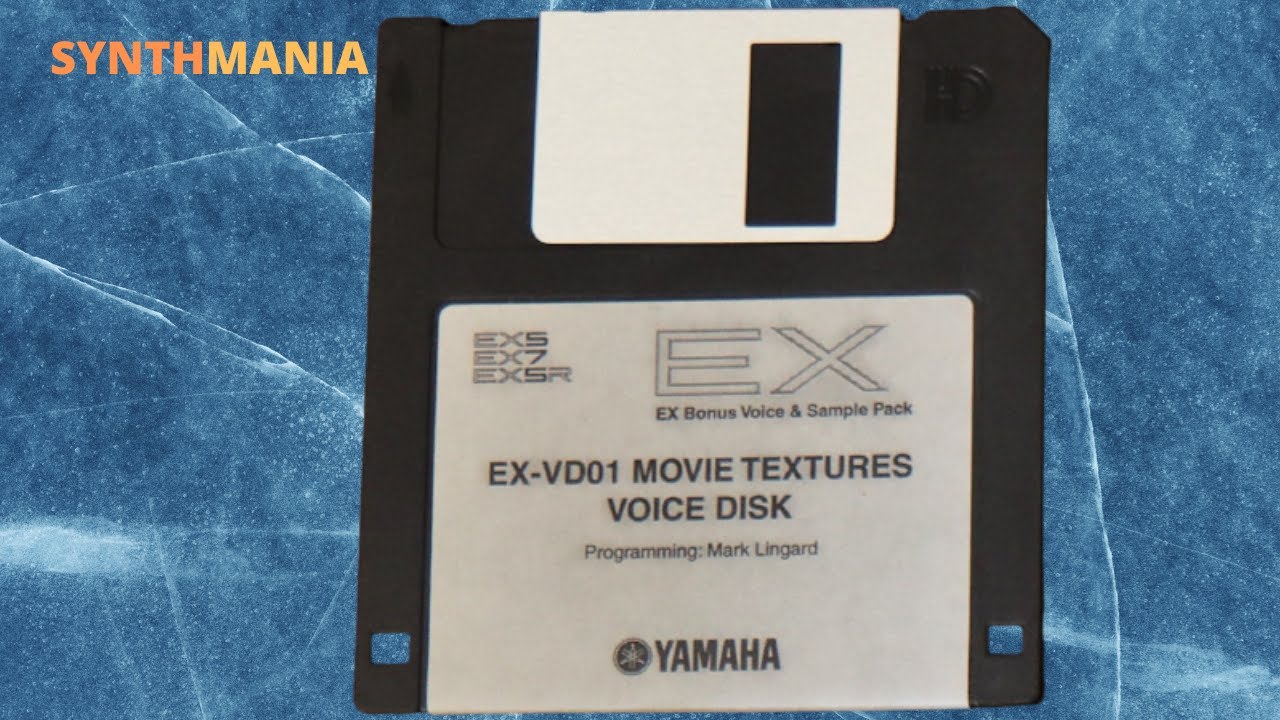 SYNTHMANIA
HD
EX5
EX7
EX5R
EX
EX Bonus Voice & Sample Pack
EX-VD01 MOVIE TEXTURES
VOICE DISK
Programming: Mark Lingard
YAMAHA